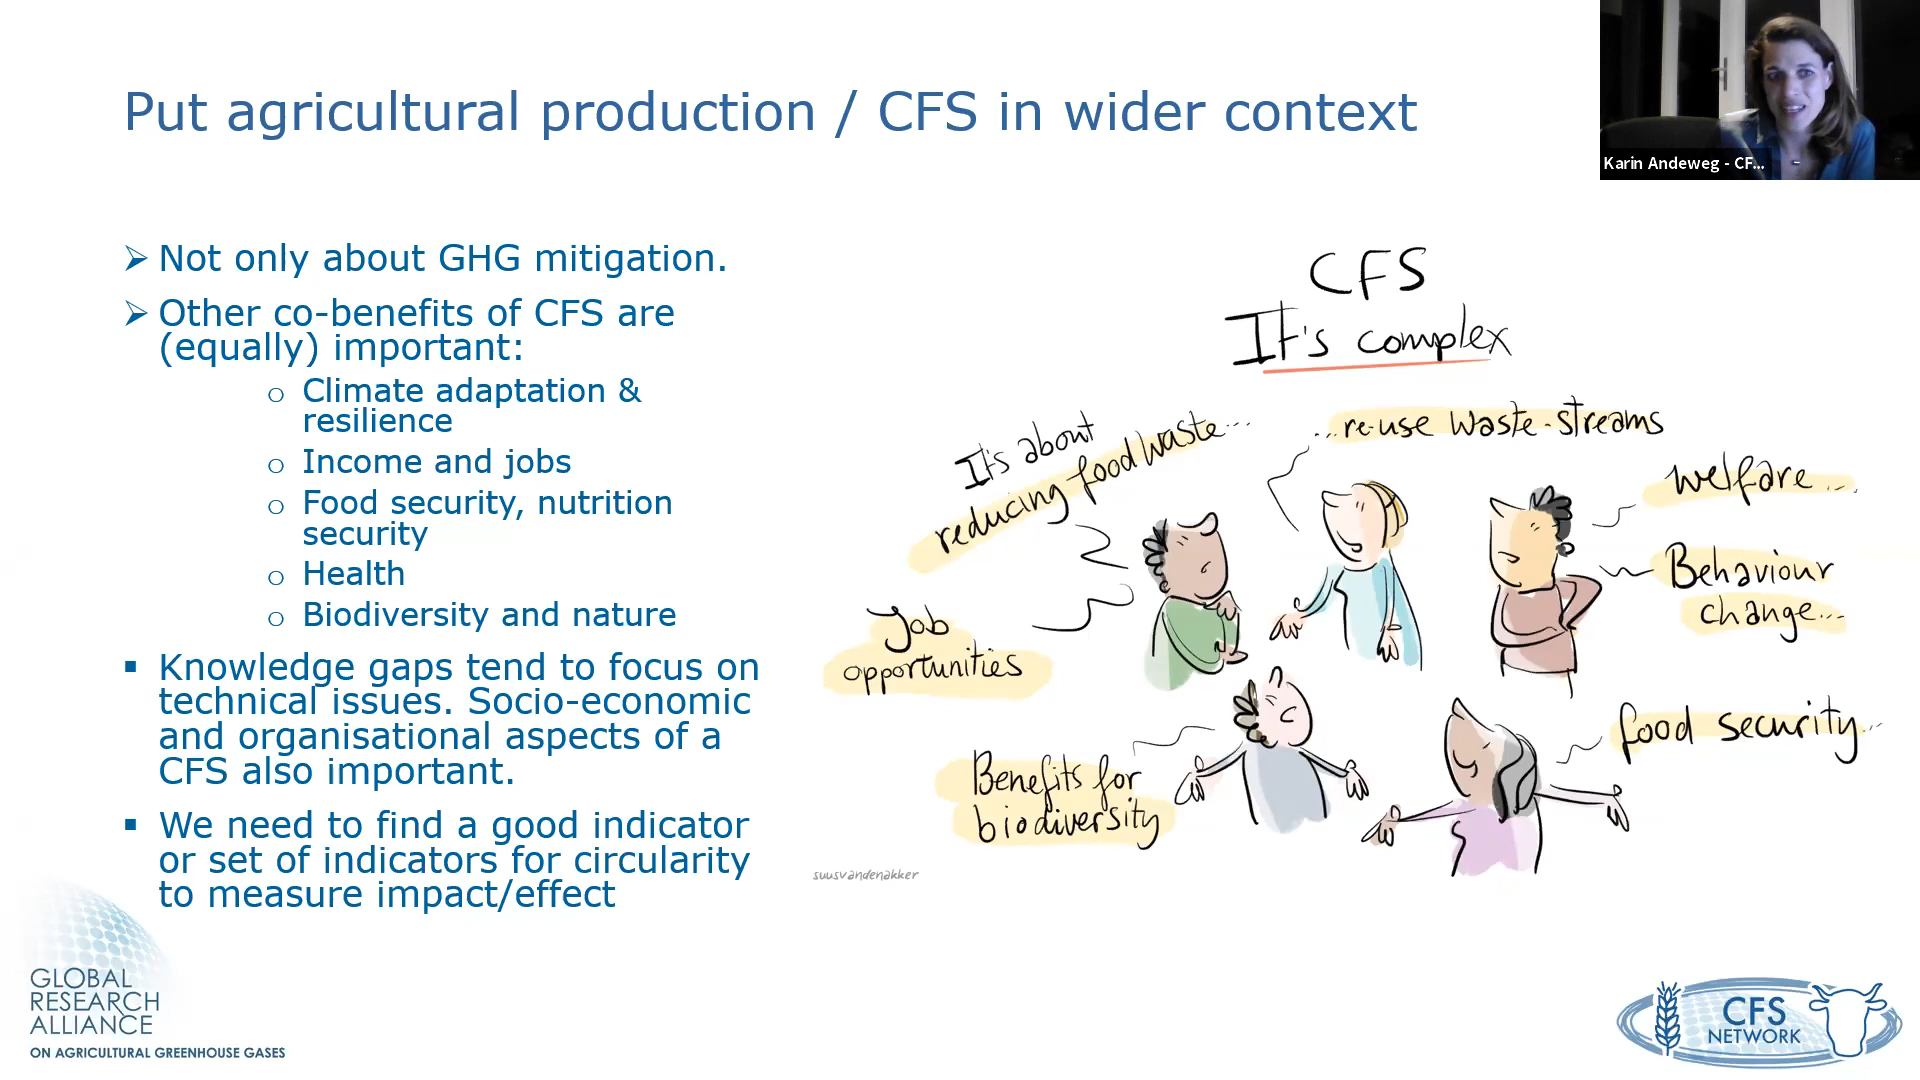 Put agricultural production / CFS in wider context
Karin Andeweg - CF...
Not only about GHG mitigation.
Other co-benefits of CFS are
(equally) important:
Climate adaptation &
resilience
Income and jobs
Food security, nutrition
security
Health
Biodiversity and nature
Knowledge gaps tend to focus on
technical issues. Socio-economic
and organisational aspects of a
CFS also important.
We need to find a good indicator
or set of indicators for circularity
to measure impact/effect
CFS
It's complex
It's about
reducing food waste...
...re-use waste-streams
welfare...
Behaviour
change...
Job
opportunities
food security...
Benefits for
biodiversity
suusvandenakker
GLOBAL
RESEARCH
ALLIANCE
ON AGRICULTURAL GREENHOUSE GASES
CFS
NETWORK